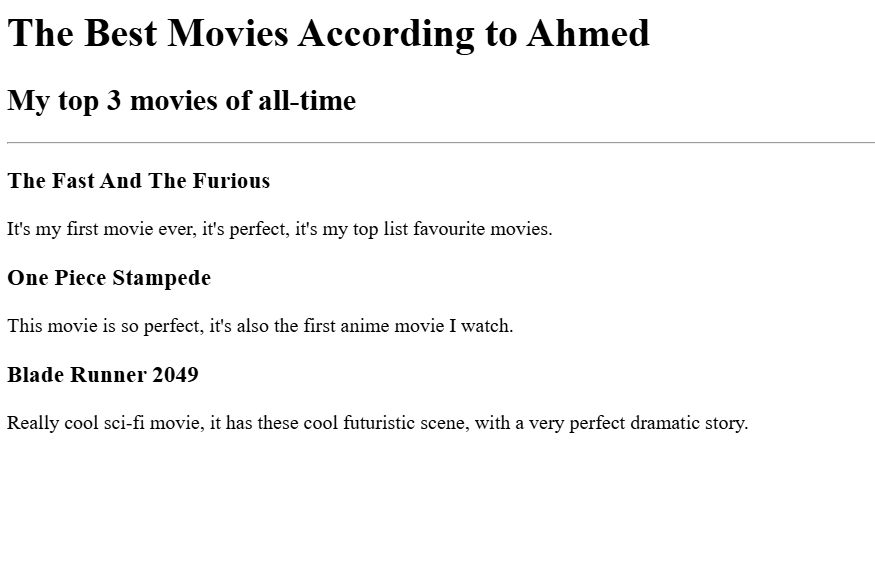 The Best Movies According to Ahmed
My top 3 movies of all-time
The Fast And The Furious
It's my first movie ever, it's perfect, it's my top list favourite movies.
One Piece Stampede
This movie is so perfect, it's also the first anime movie I watch.
Blade Runner 2049
Really cool sci-fi movie, it has these cool futuristic scene, with a very perfect dramatic story.